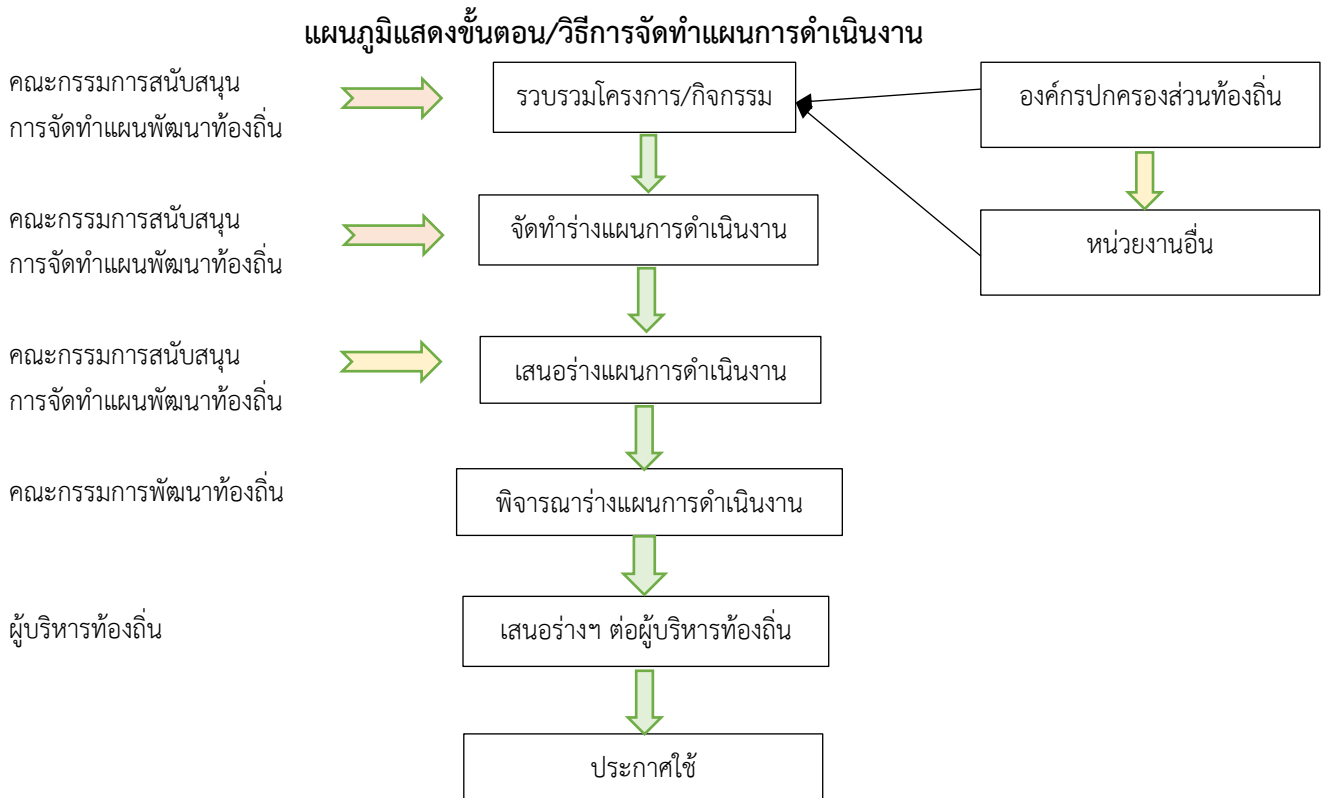 แผนภูมิแสดงขั้นตอน/วิธีการจัดทำแผนการดำเนินงาน
คณะกรรมการสนับสนุน
การจัดทำแผนพัฒนาท้องถิ่น
รวบรวมโครงการ/กิจกรรม
องค์กรปกครองส่วนท้องถิ่น
คณะกรรมการสนับสนุน
การจัดทำแผนพัฒนาท้องถิ่น
จัดทำร่างแผนการดำเนินงาน
หน่วยงานอื่น
คณะกรรมการสนับสนุน
การจัดทำแผนพัฒนาท้องถิ่น
เสนอร่างแผนการดำเนินงาน
คณะกรรมการพัฒนาท้องถิ่น
พิจารณาร่างแผนการดำเนินงาน
ผู้บริหารท้องถิ่น
เสนอร่างฯ ต่อผู้บริหารท้องถิ่น
ประกาศใช้